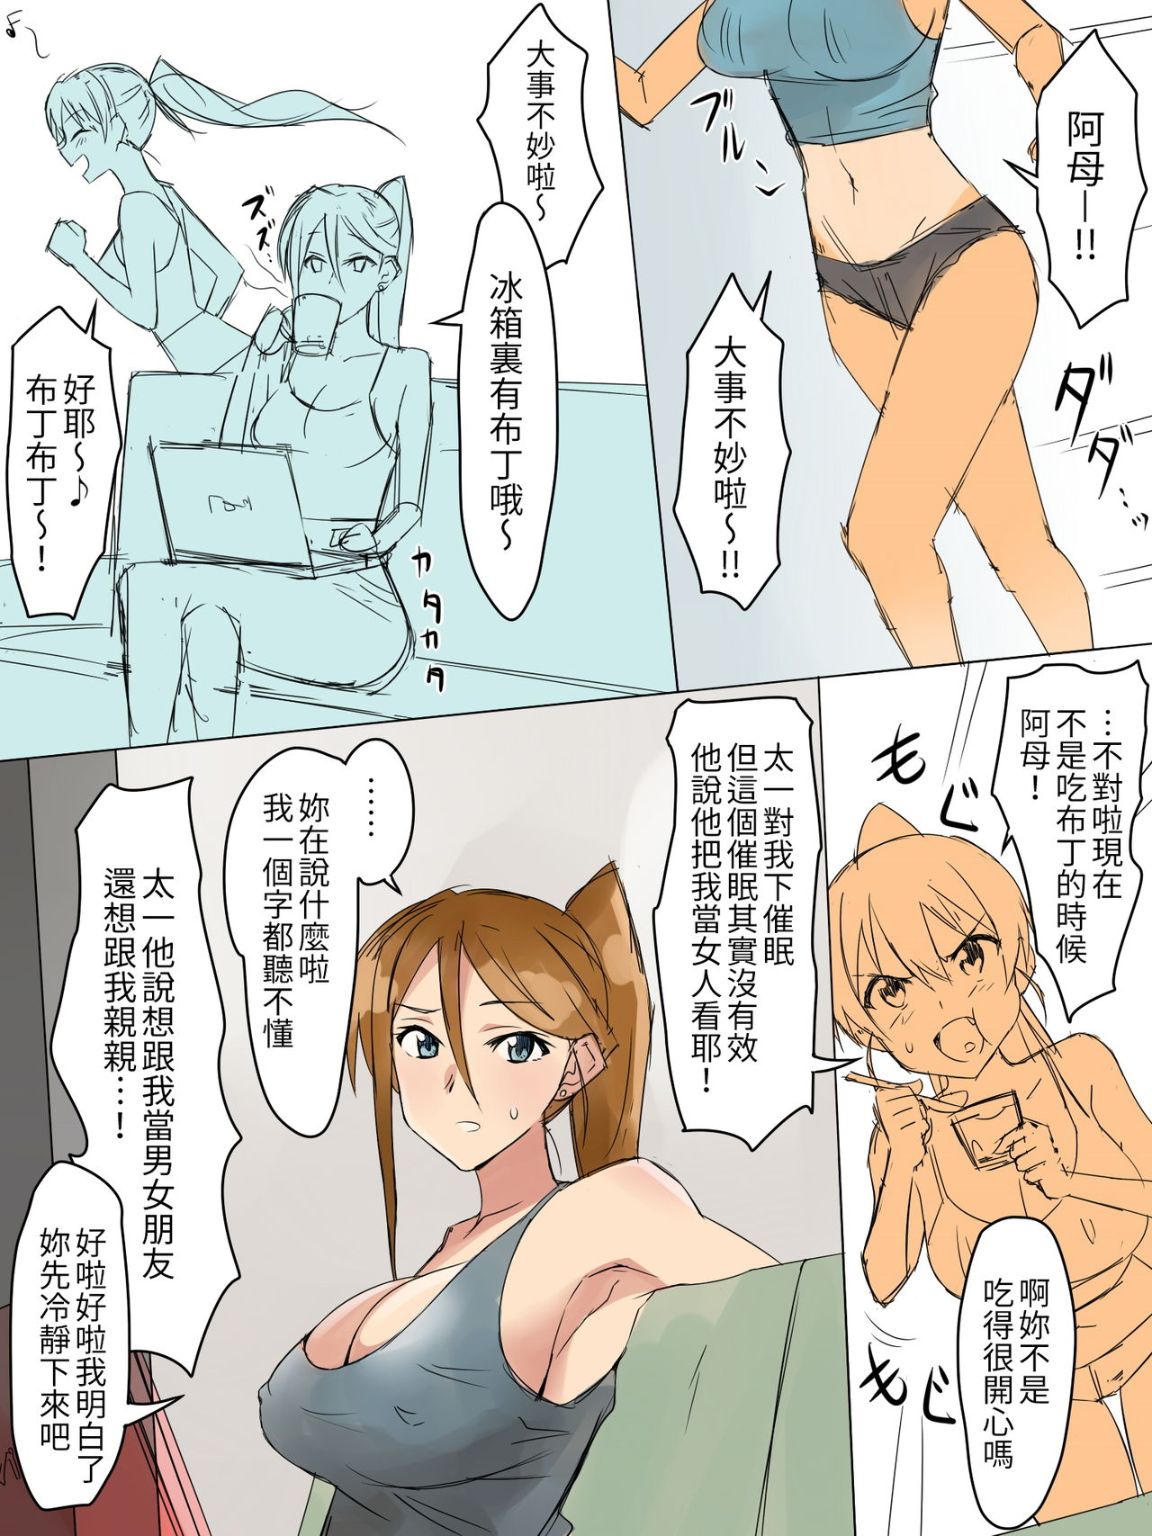 阿母—!!
ブルン
ダダダ…ッ
大事不妙啦～!!
大事不妙啦～
冰箱裏有布丁哦～
ズズ…
カタカタ
好耶～♪
布丁布丁～！
…不對啦現在
不是吃布丁的時候
阿母！
もじ
啊妳不是
吃得很開心嗎
もじ
太一對我下催眠
但這個催眠其實沒有效
他說他把我當女人看耶！
……
妳在說什麼啦
我一個字都聽不懂
太一他說想跟我當男女朋友
還想跟我親親…！
好啦好啦我明白了
妳先冷靜下來吧